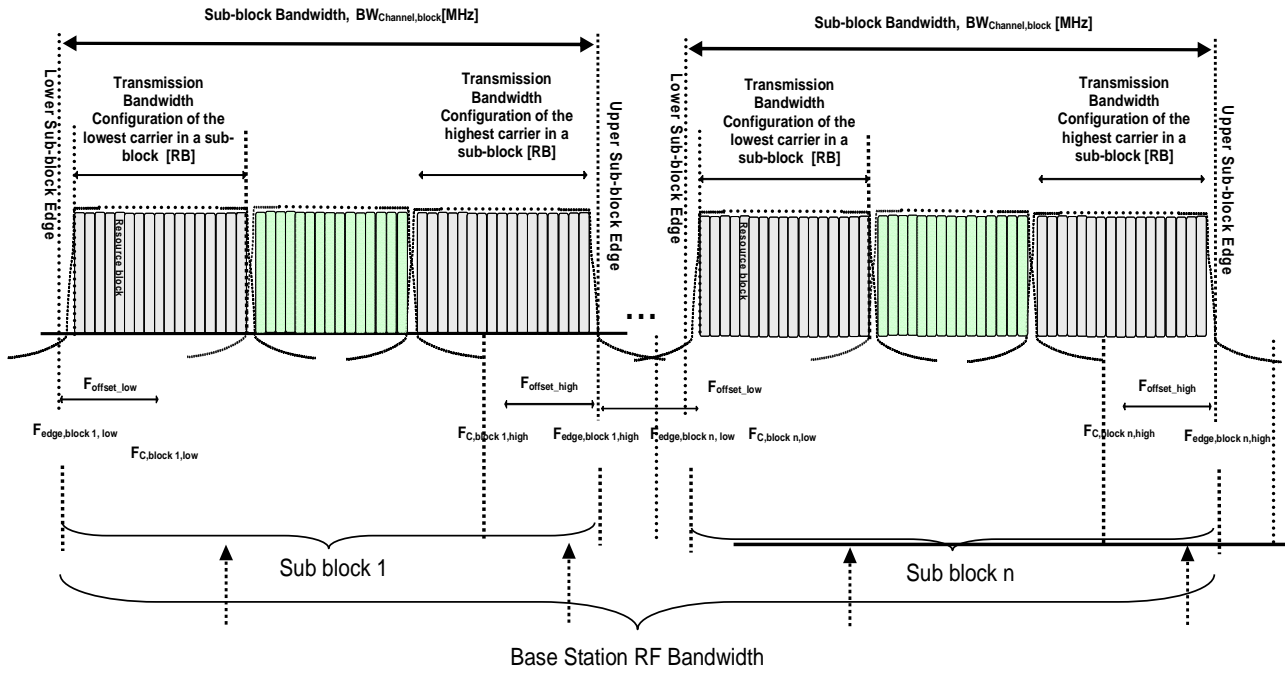 Sub-block Bandwidth, BWChannel,block[MHz]
Sub-block Bandwidth, BWChannel,block [MHz]
Lower Sub-block Edge
Transmission
Bandwidth
Configuration of the
lowest carrier in a sub-
block [RB]
Transmission
Bandwidth
Configuration of the
highest carrier in a
sub-block [RB]
Upper Sub-block Edge
Lower Sub-block Edge
Transmission
Bandwidth
Configuration of the
lowest carrier in a
sub-block [RB]
Transmission
Bandwidth
Configuration of the
highest carrier in a
sub-block [RB]
Upper Sub-block Edge
Resource block
...
Resource block
Foffset_low
Foffset_high
Foffset_low
Foffset_high
Fedge,block 1, low
FC,block 1,low
FC,block 1,high
Fedge,block 1,high
Fedge,block n, low
FC,block n,low
FC,block n,high
Fedge,block n,high
Sub block 1
Sub block n
Base Station RF Bandwidth